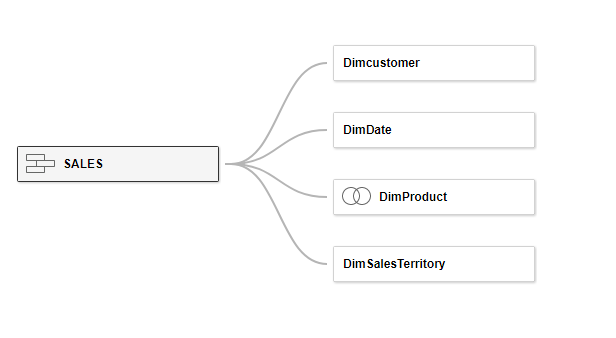 SALES
Dimcustomer
DimDate
DimProduct
DimSalesTerritory